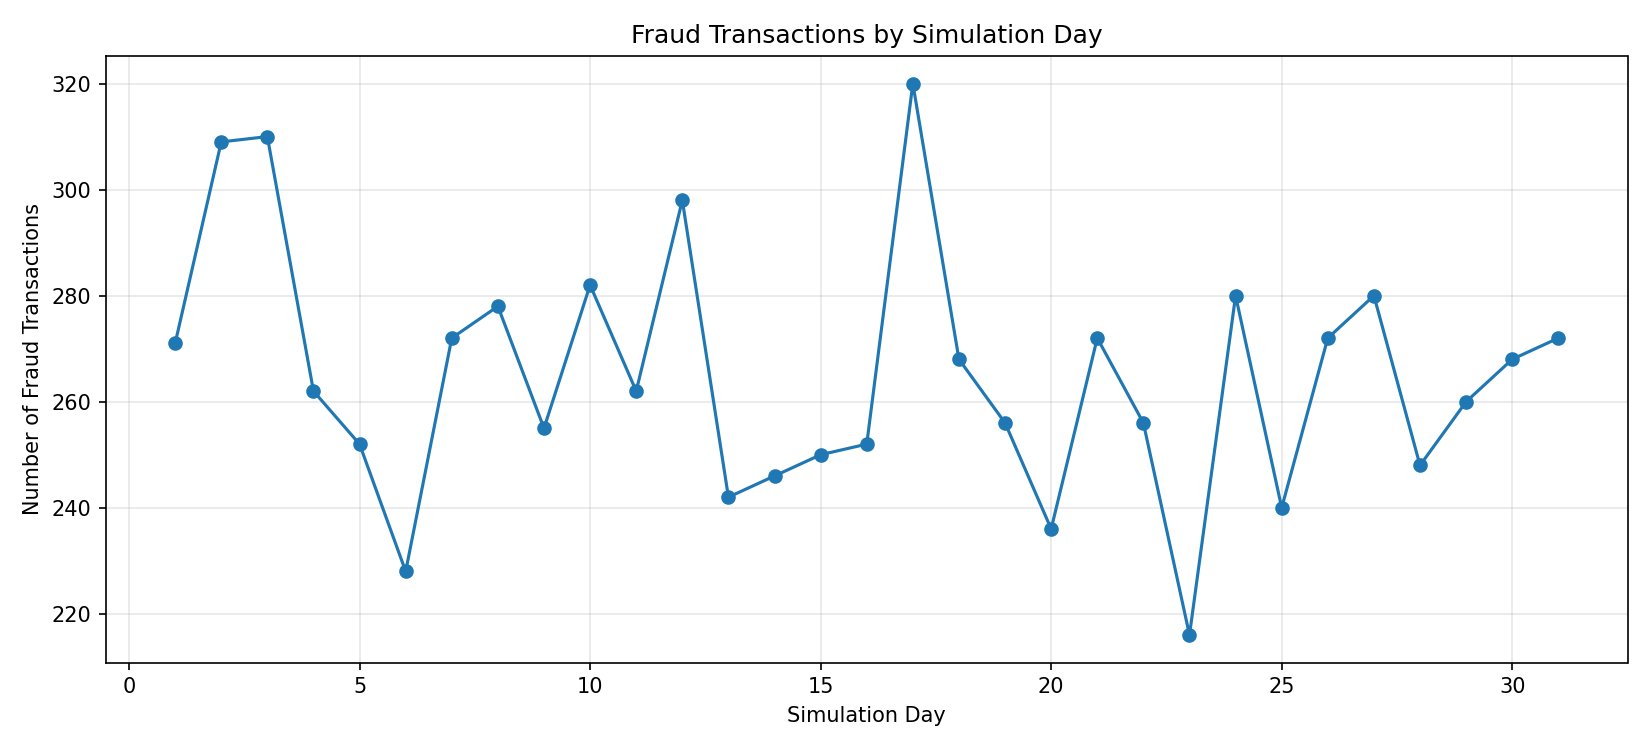 Fraud Transactions by Simulation Day
Number of Fraud Transactions
320
300
280
260
240
220
0 5 10 15 20 25 30
Simulation Day